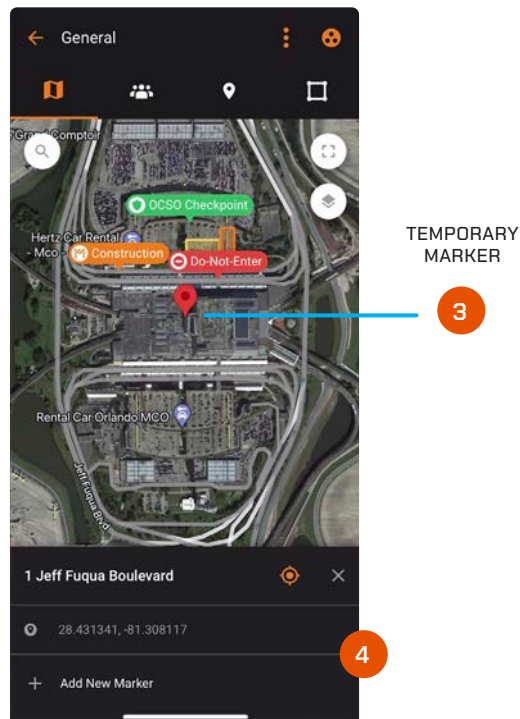 General
Grand Comptoir
OCSO Checkpoint
Hertz Car Rental
- Mco -
Construction
Do-Not-Enter
TEMPORARY
MARKER
3
Rental Car Orlando MCO
Jeff Fuqua Blvd
1 Jeff Fuqua Boulevard
28.431341, -81.308117
4
Add New Marker